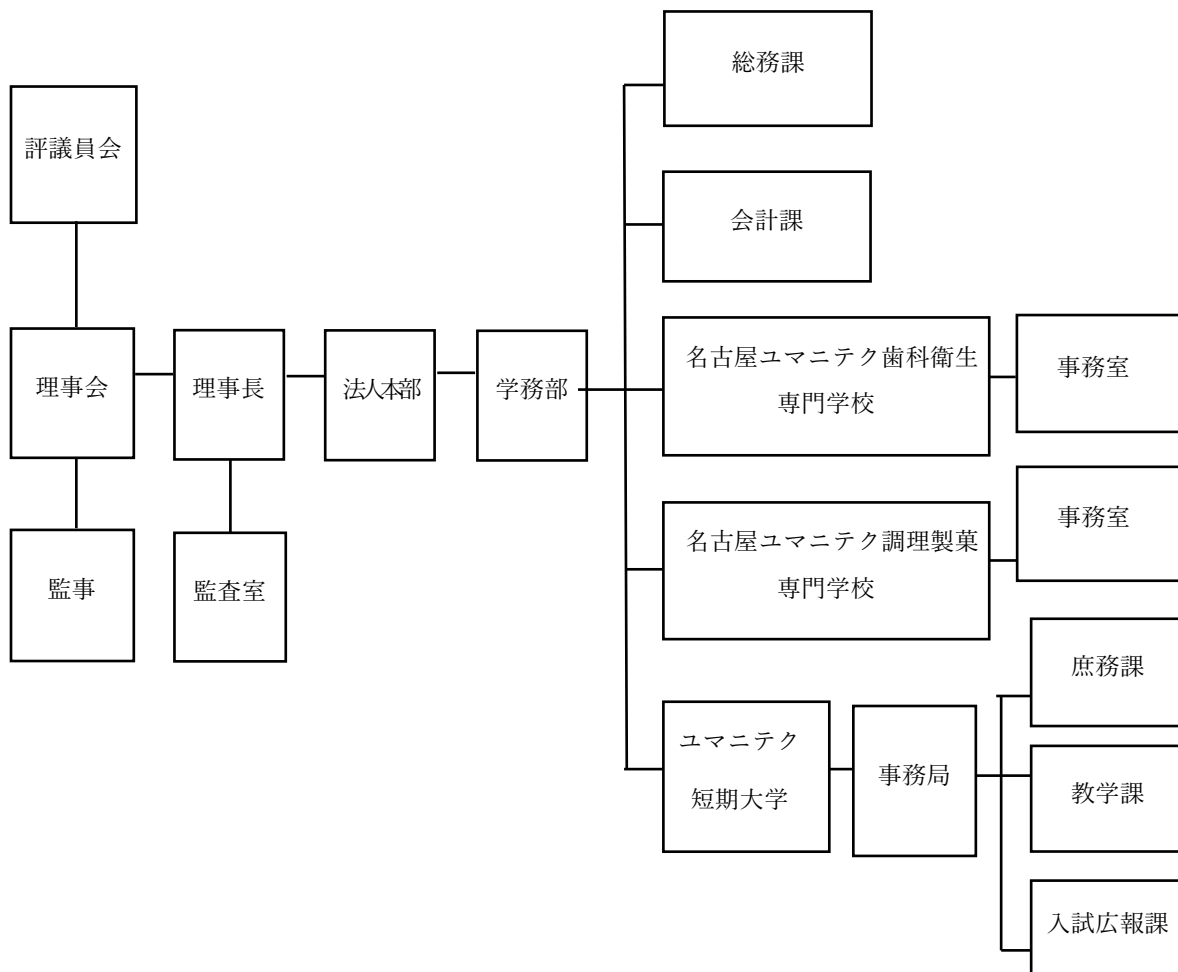 総務課
評議員会
会計課
理事会
理事長
法人本部
学務部
名古屋ユマニテク歯科衛生
専門学校
事務室
監事
監査室
名古屋ユマニテク調理製菓
専門学校
事務室
ユマニテク
短期大学
事務局
庶務課
教学課
入試広報課